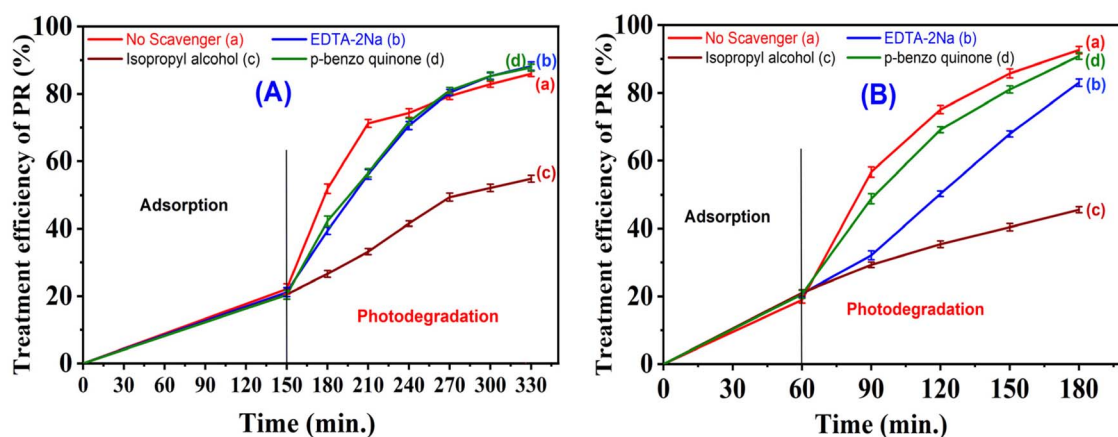 Treatment efficiency of PR (%)
100
80
60
40
20
0
No Scavenger (a)
EDTA-2Na (b)
Isopropyl alcohol (c)
p-benzo quinone (d)
(A)
(d)
(b)
(a)
(c)
Adsorption
Photodegradation
0 30 60 90 120 150 180 210 240 270 300 330
Time (min.)
Treatment efficiency of PR (%)
100
80
60
40
20
0
No Scavenger (a)
EDTA-2Na (b)
Isopropyl alcohol (c)
p-benzo quinone (d)
(B)
(a)
(d)
(b)
(c)
Adsorption
Photodegradation
0 30 60 90 120 150 180
Time (min.)